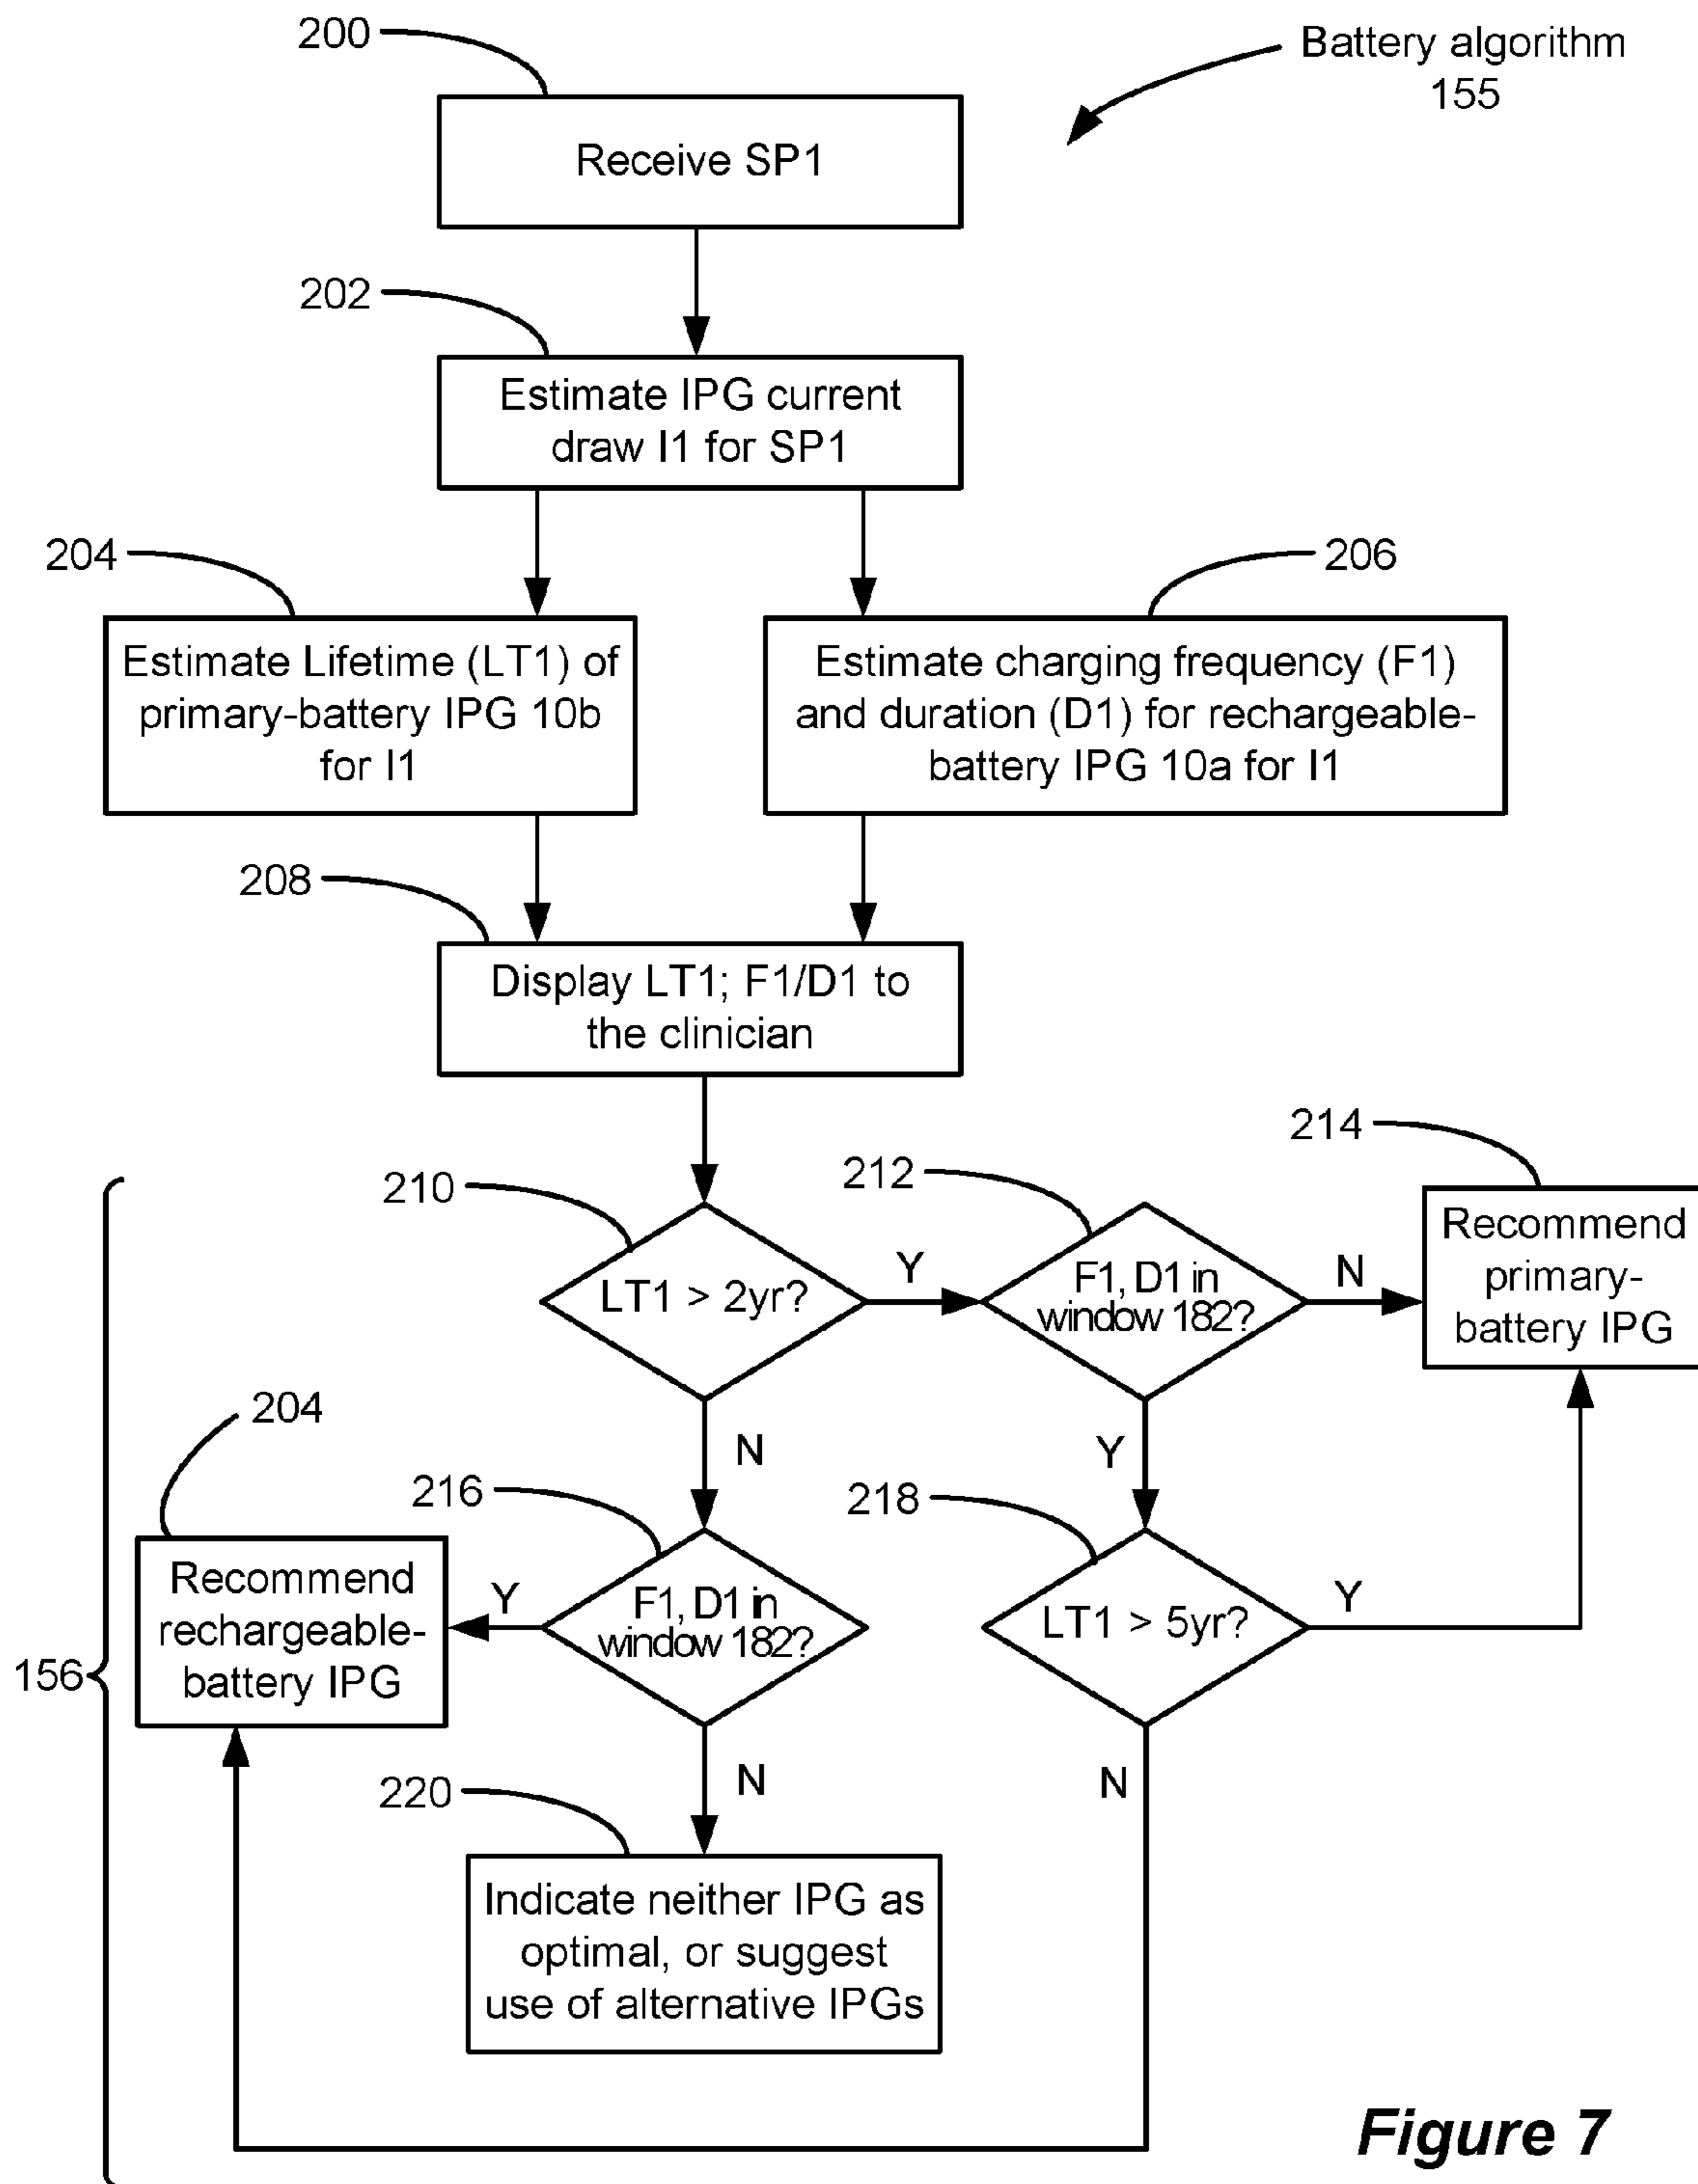 200
Battery algorithm
155
Receive SP1
202
Estimate IPG current
draw I1 for SP1
204
206
Estimate Lifetime (LT1) of
primary-battery IPG 10b
for I1
Estimate charging frequency (F1)
and duration (D1) for rechargeable-
battery IPG 10a for I1
208
Display LT1; F1/D1 to
the clinician
214
212
210
Recommend
primary-
battery IPG
LT1 > 2yr?
Y
F1, D1 in
window 182?
N
204
N
Y
216
218
Recommend
rechargeable-
battery IPG
Y
F1, D1 in
window 182?
LT1 > 5yr?
Y
156
N
N
220
Indicate neither IPG as
optimal, or suggest
use of alternative IPGs
Figure 7